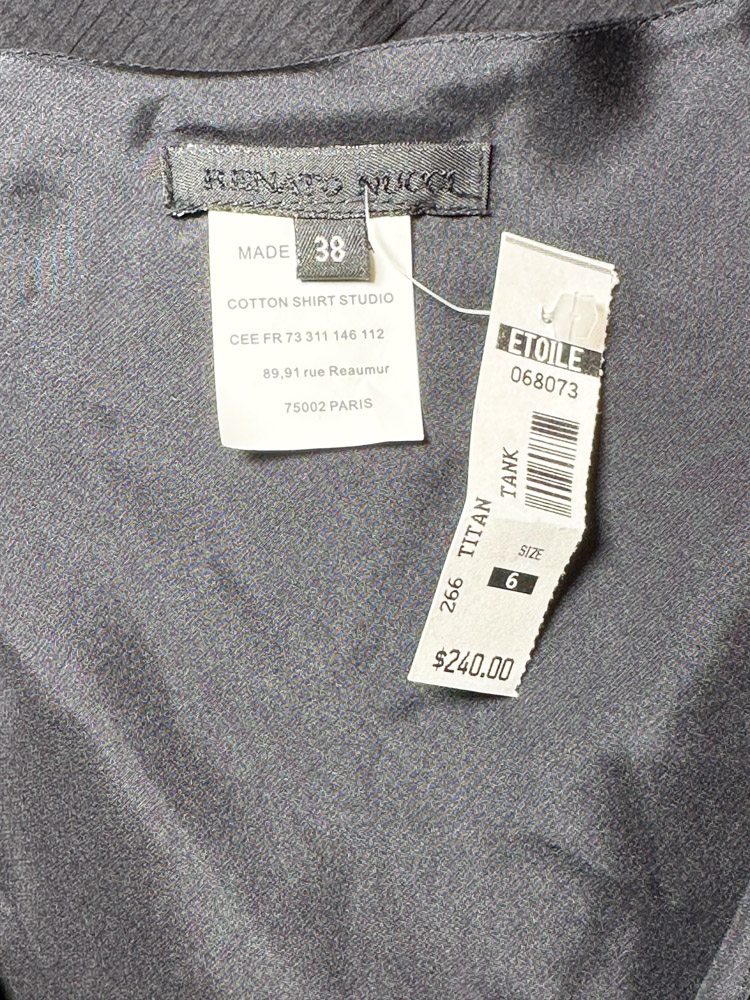 RENATO NUCCI
38
MADE
COTTON SHIRT STUDIO
CEE FR 73 311 146 112
89,91 rue Reaumur
75002 PARIS
ETOILE
068073
266 TITAN TANK
SIZE
6
$240.00